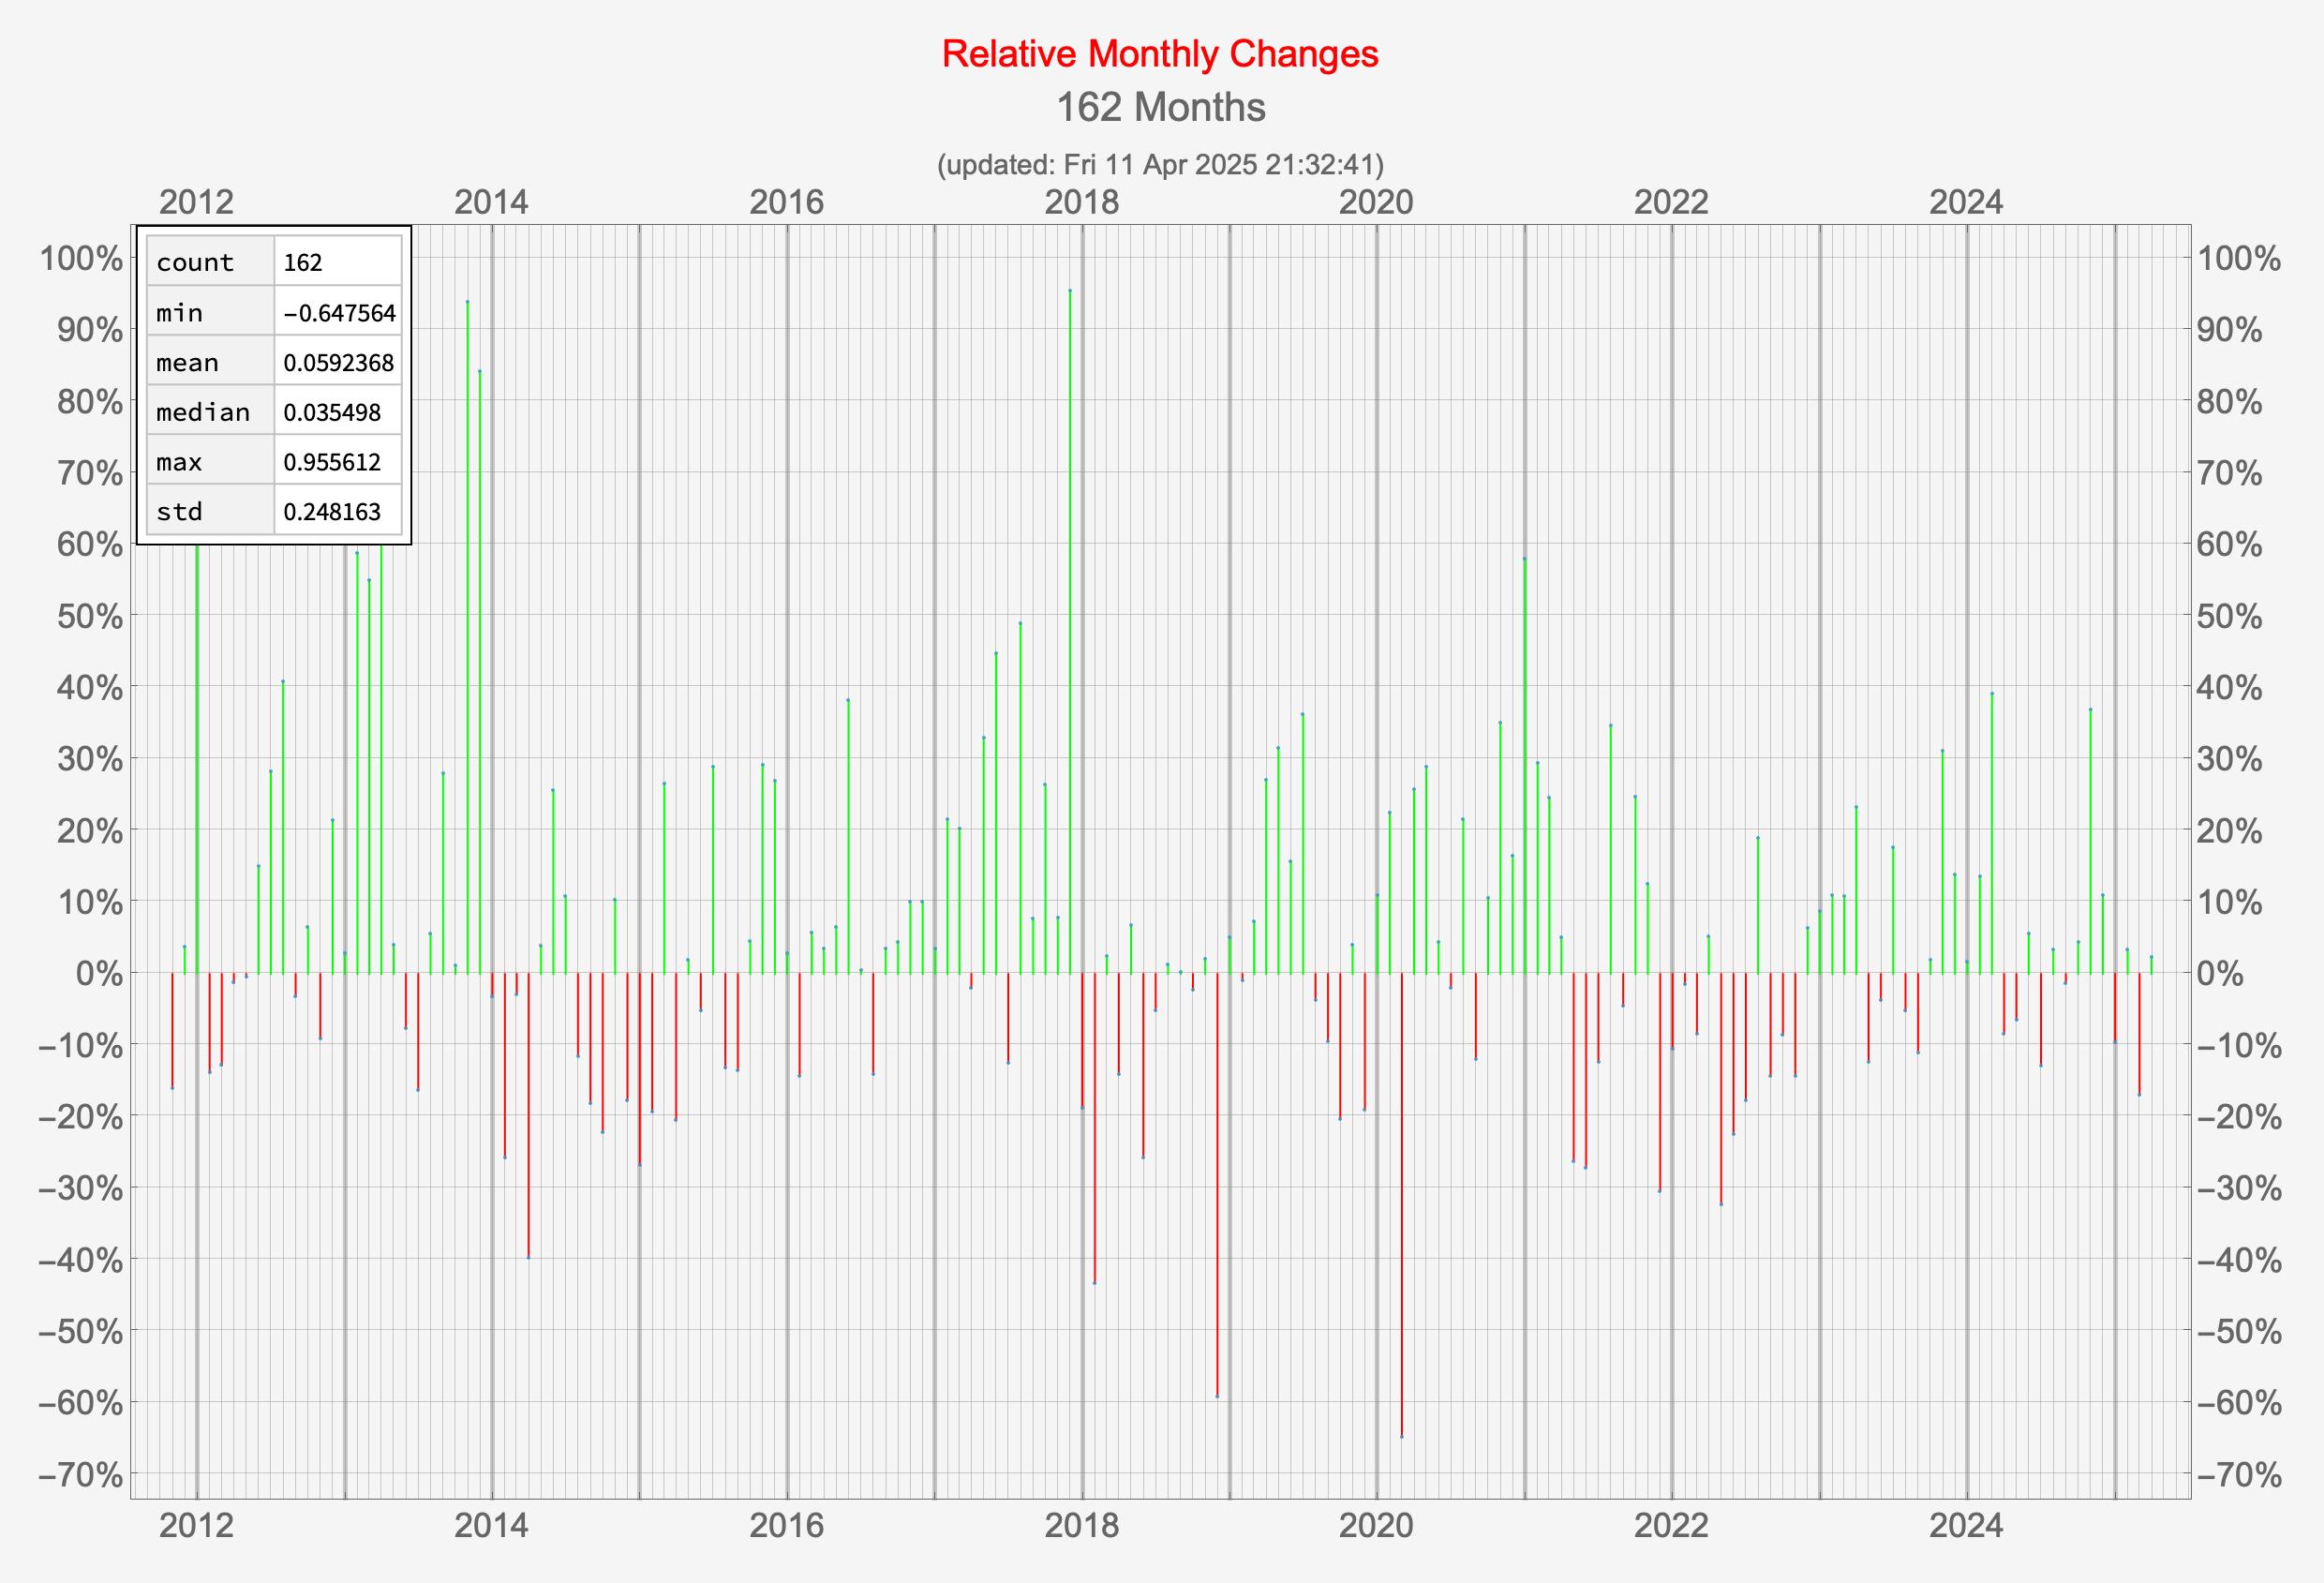 Relative Monthly Changes
162 Months
(updated: Fri 11 Apr 2025 21:32:41)
2012 2014 2016 2018 2020 2022 2024
count 162
min −0.647564
mean 0.0592368
median 0.035498
max 0.955612
std 0.248163
100% 100%
90% 90%
80% 80%
70% 70%
60% 60%
50% 50%
40% 40%
30% 30%
20% 20%
10% 10%
0% 0%
−10% −10%
−20% −20%
−30% −30%
−40% −40%
−50% −50%
−60% −60%
−70% −70%
2012 2014 2016 2018 2020 2022 2024